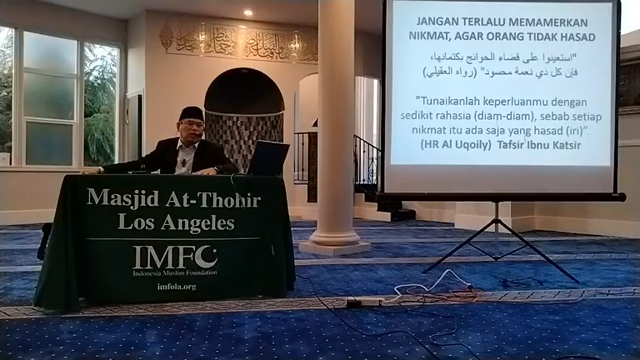 JANGAN TERLALU MEMAMERKAN
NIKMAT, AGAR ORANG TIDAK HASAD
"استعينوا على قضاء الحوائج بكتمانها،
فإن كل ذي نعمة محسود" (رواه العقيلي)
"Tunaikanlah keperluanmu dengan
sedikit rahasia (diam-diam), sebab setiap
nikmat itu ada saja yang hasad (iri)".
(HR Al Uqoily) Tafsir Ibnu Katsir
Masjid At-Thohir
Los Angeles
IMF
Indonesia Muslim Foundation
imfola.org